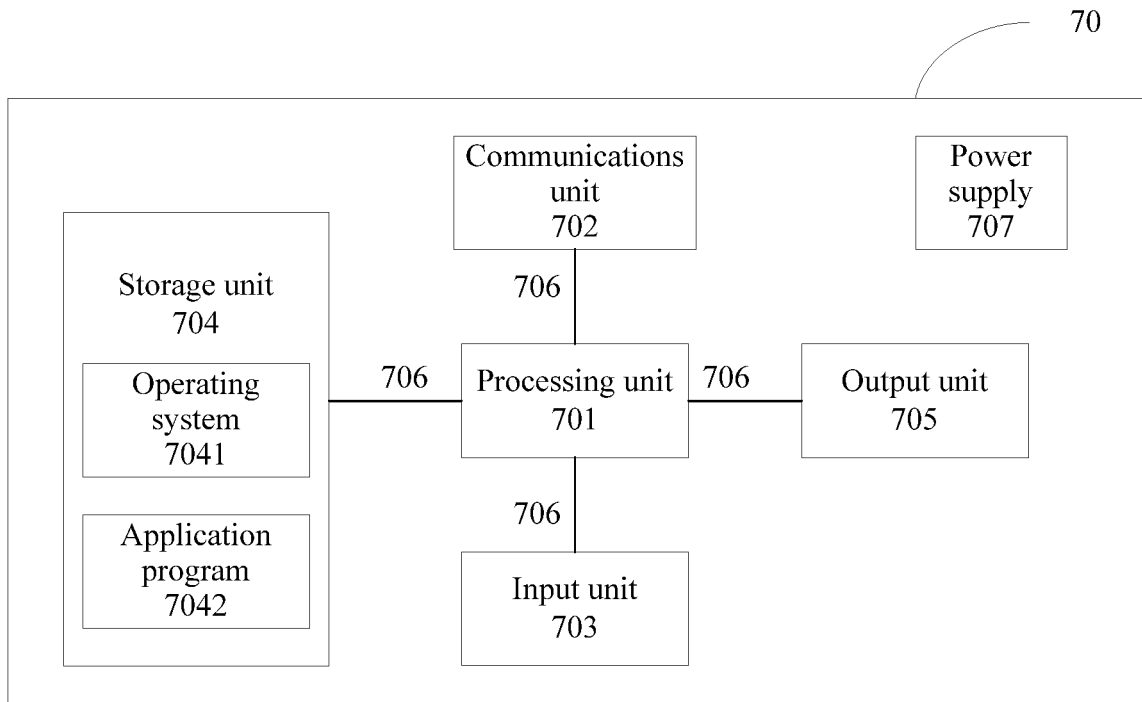 70
Communications
unit
702
Power
supply
707
706
Storage unit
704
Operating
system
7041
Application
program
7042
706
Processing unit
701
706
Output unit
705
706
Input unit
703